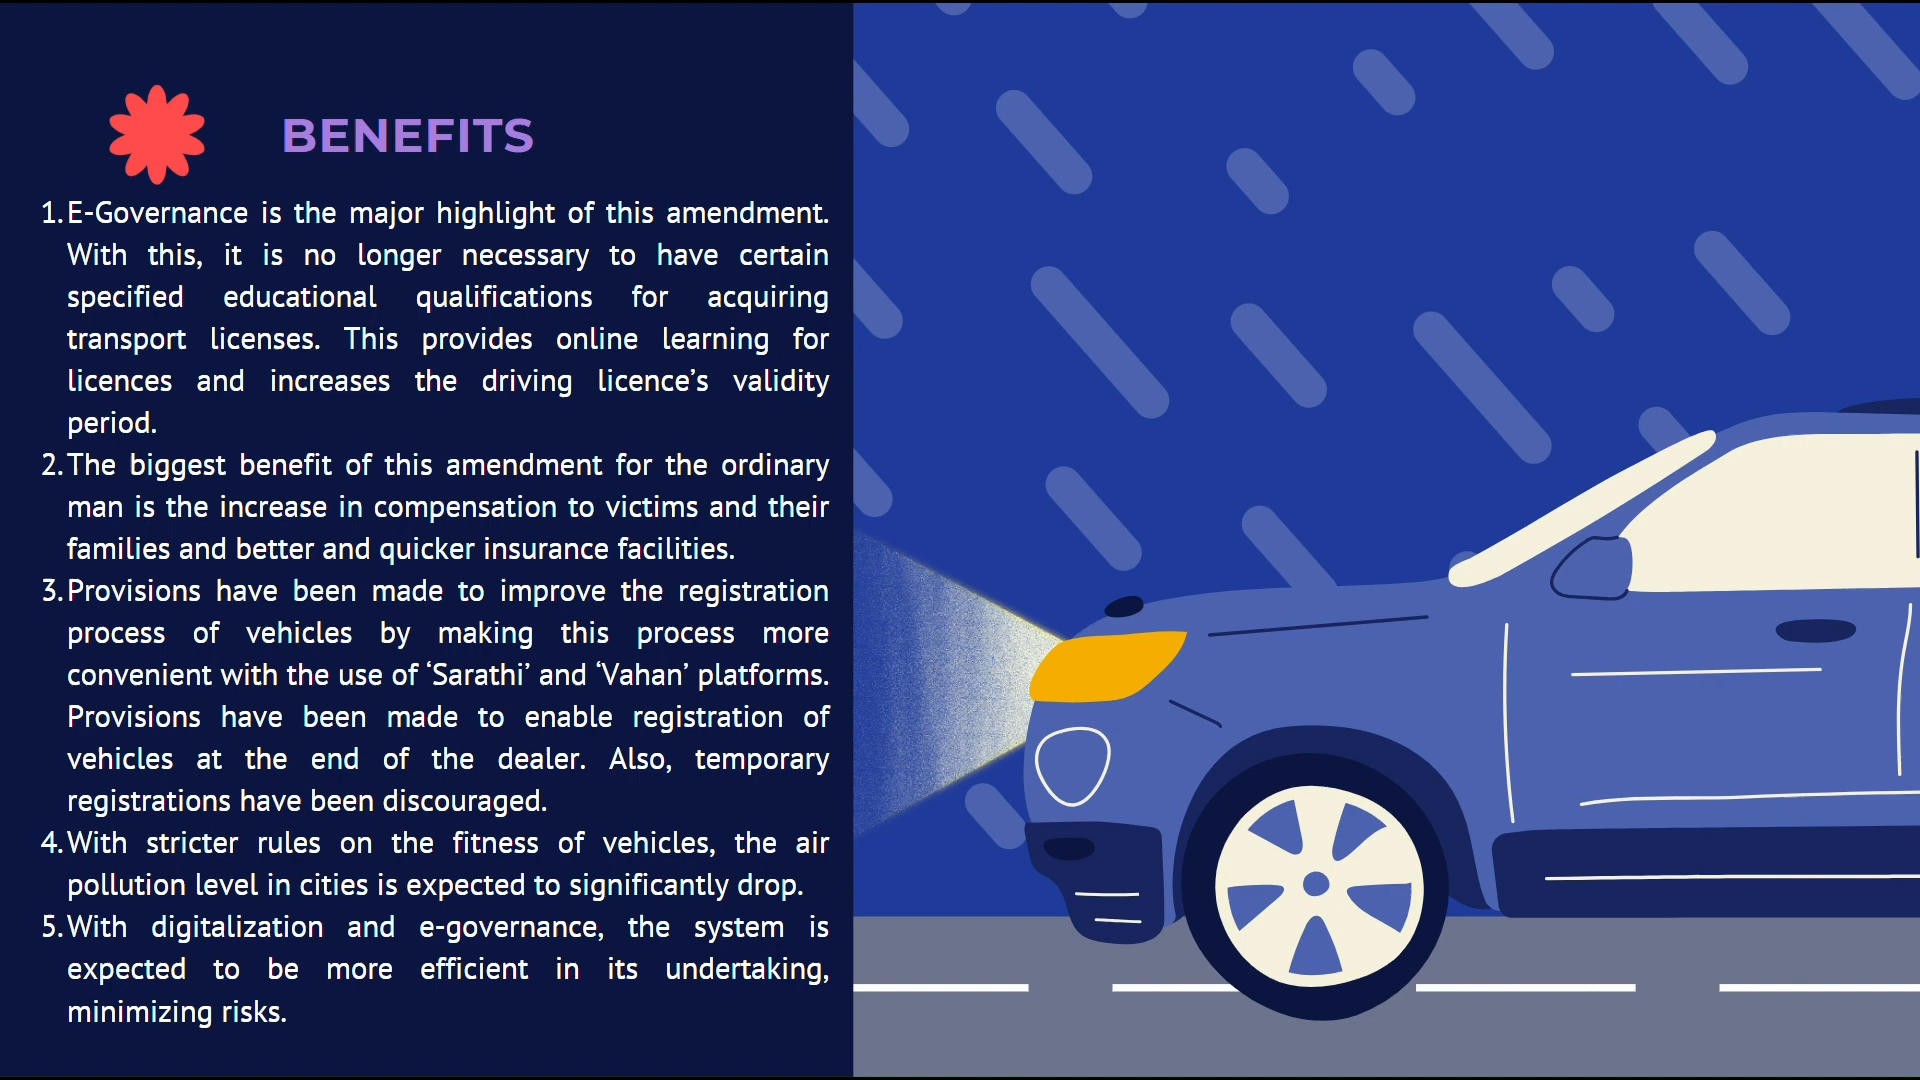 BENEFITS
1. E-Governance is the major highlight of this amendment.
With this, it is no longer necessary to have certain
specified educational qualifications for acquiring
transport licenses. This provides online learning for
licences and increases the driving licence’s validity
period.
2. The biggest benefit of this amendment for the ordinary
man is the increase in compensation to victims and their
families and better and quicker insurance facilities.
3. Provisions have been made to improve the registration
process of vehicles by making this process more
convenient with the use of ‘Sarathi’ and ‘Vahan’ platforms.
Provisions have been made to enable registration of
vehicles at the end of the dealer. Also, temporary
registrations have been discouraged.
4. With stricter rules on the fitness of vehicles, the air
pollution level in cities is expected to significantly drop.
5. With digitalization and e-governance, the system is
expected to be more efficient in its undertaking,
minimizing risks.